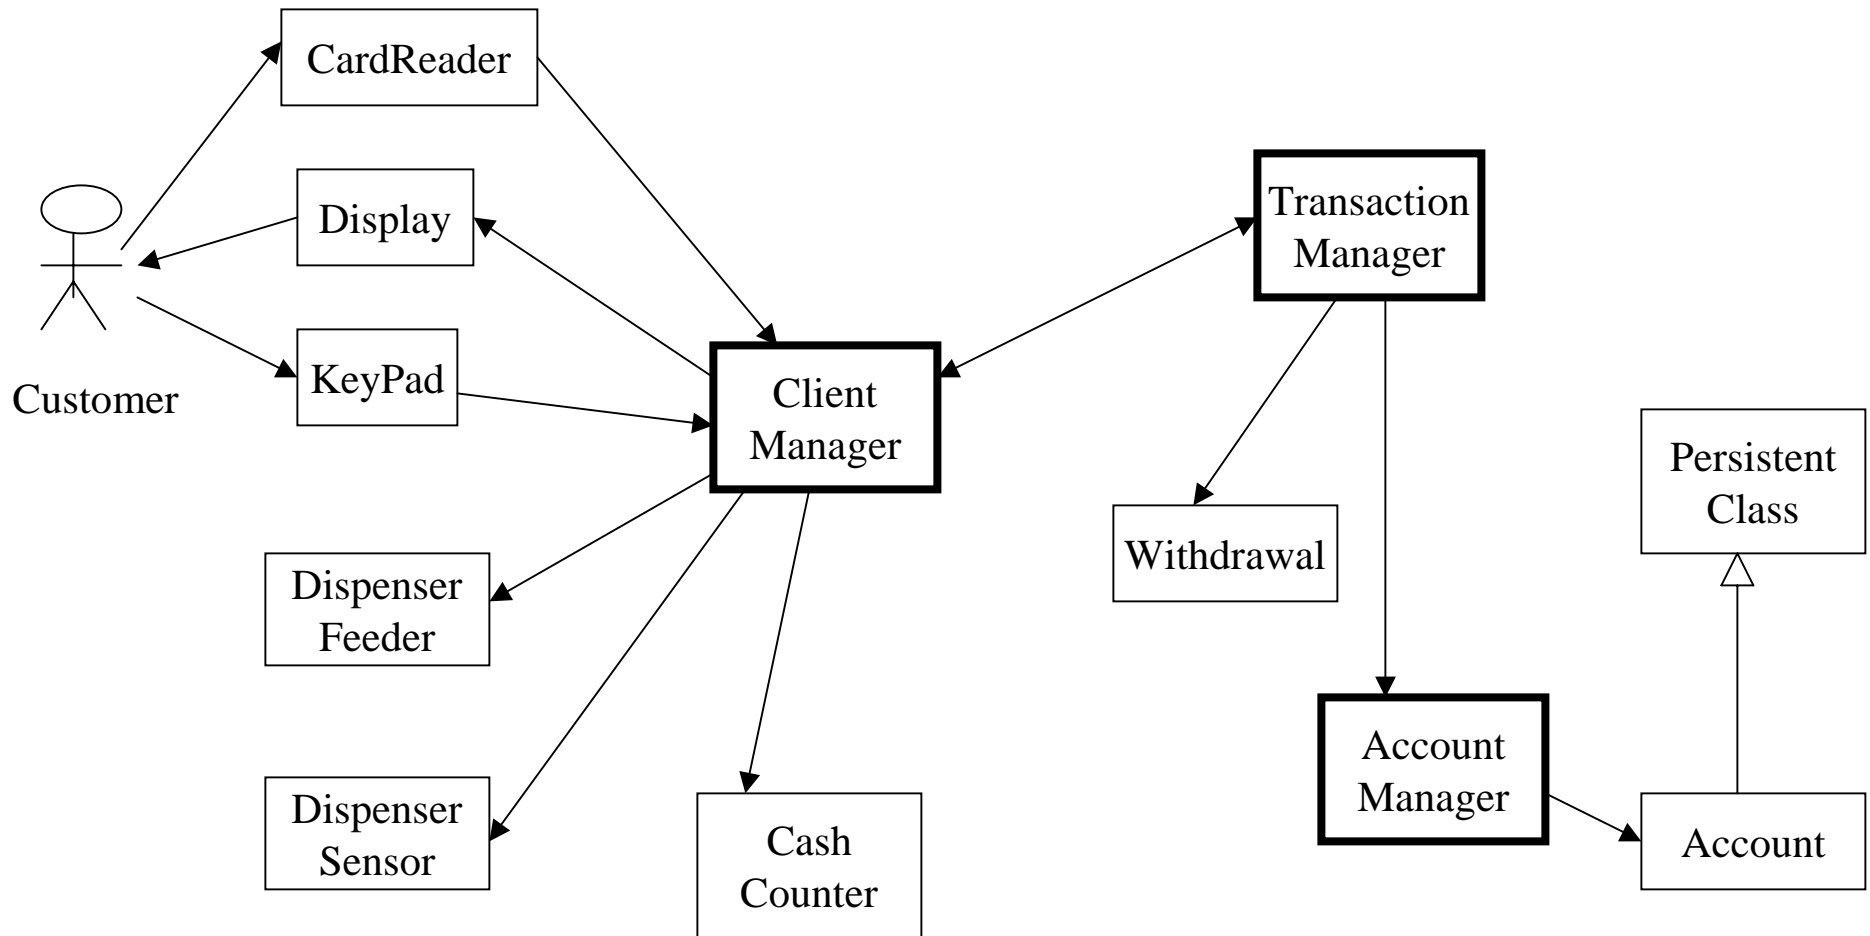 CardReader
Display
KeyPad
Customer
Client
Manager
Transaction
Manager
Withdrawal
Persistent
Class
Dispenser
Feeder
Dispenser
Sensor
Cash
Counter
Account
Manager
Account